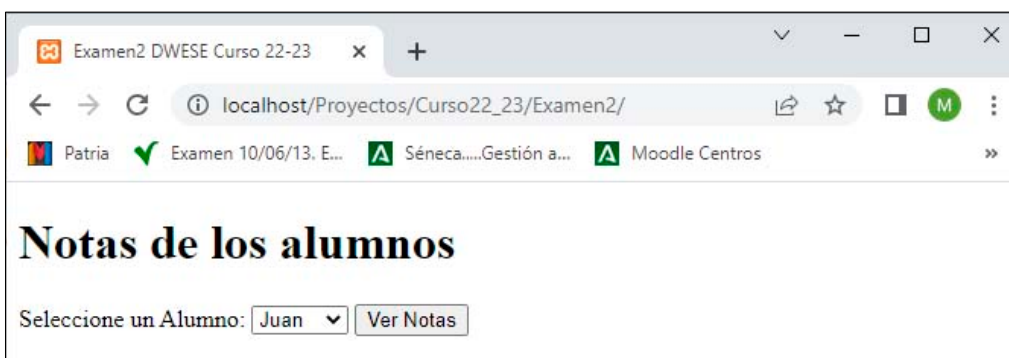 Examen2 DWESE Curso 22-23
localhost/Proyectos/Curso22_23/Examen2/
M
Patria Examen 10/06/13. E... Séneca.....Gestión a... Moodle Centros »
Notas de los alumnos
Seleccione un Alumno: Juan Ver Notas